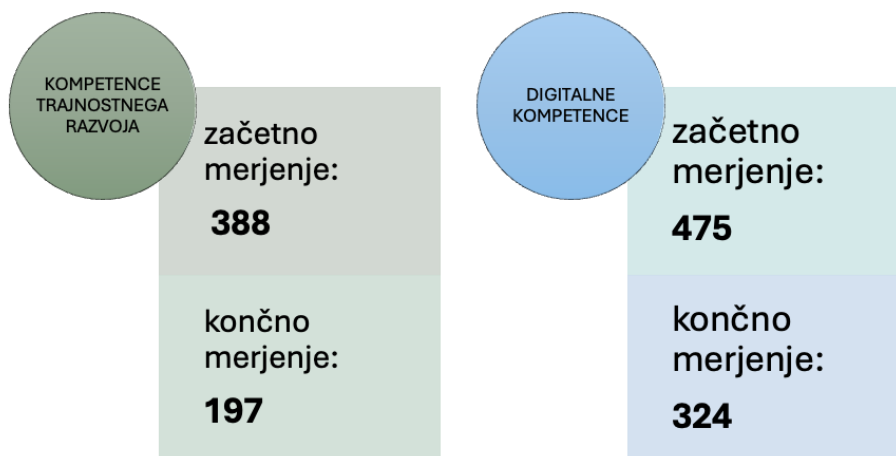 KOMPETENCE
TRAJNOSTNEGA
RAZVOJA
začetno
merjenje:
388
končno
merjenje:
197
DIGITALNE
KOMPETENCE
začetno
merjenje:
475
končno
merjenje:
324